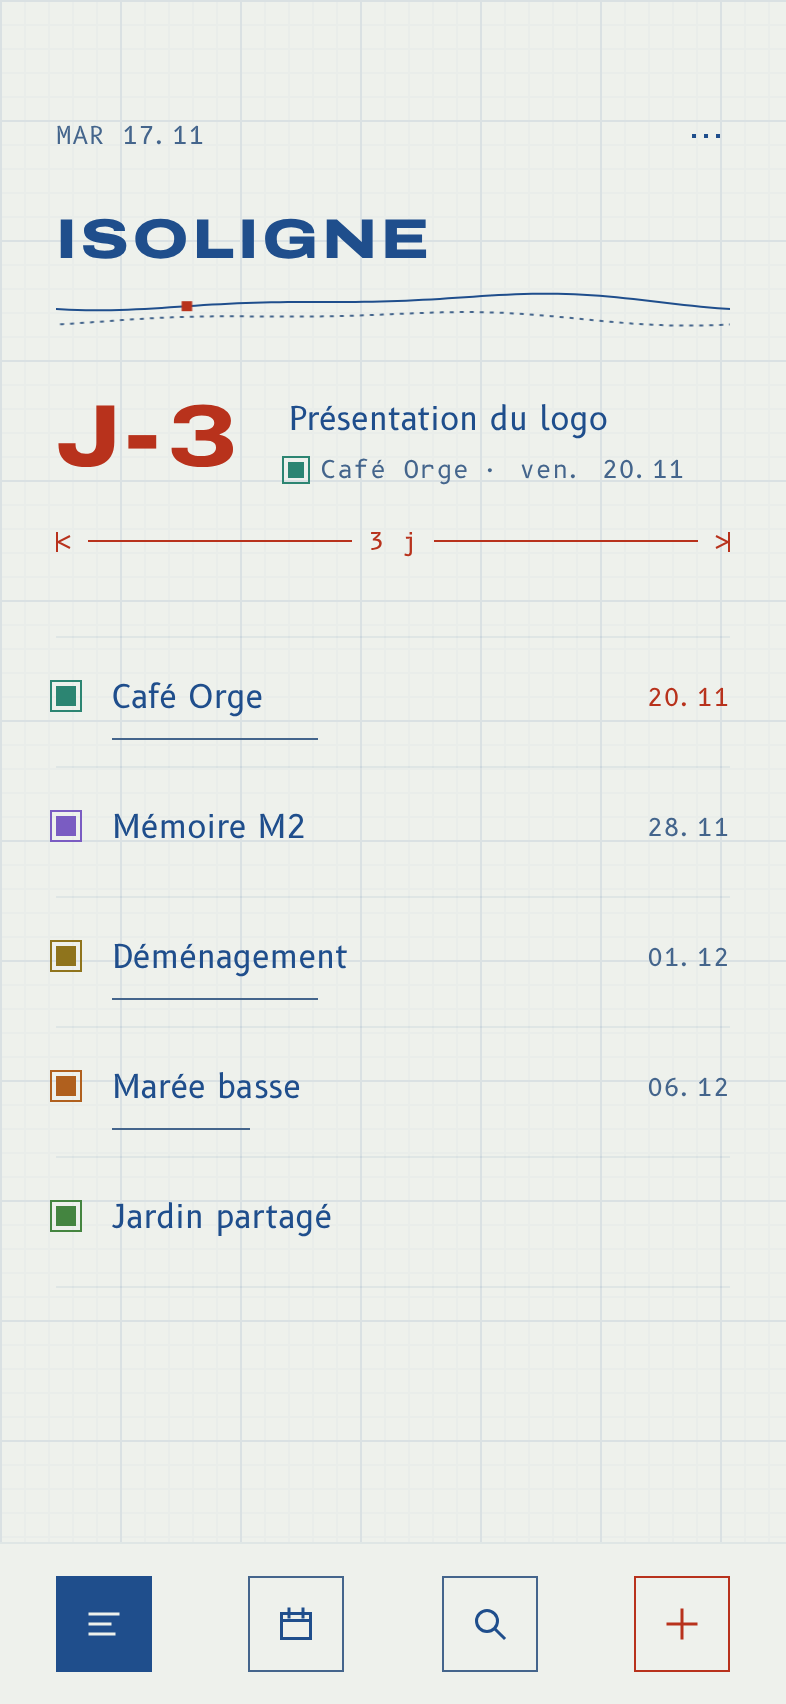 MAR 17.11
ISOLIGNE
J-3
Présentation du logo
Café Orge · ven. 20.11
3 j
Café Orge 20.11
Mémoire M2 28.11
Déménagement 01.12
Marée basse 06.12
Jardin partagé